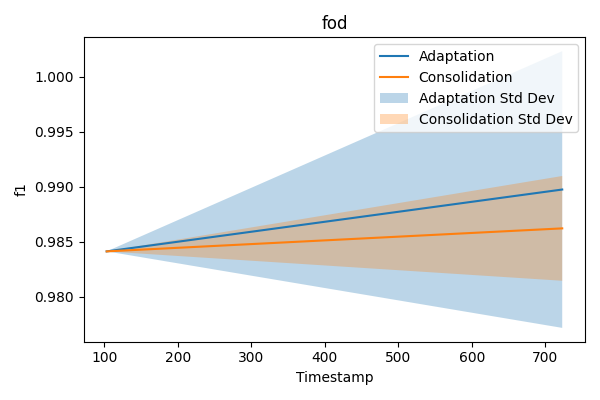 fod
Adaptation
Consolidation
Adaptation Std Dev
Consolidation Std Dev
1.000
0.995
0.990
0.985
0.980
f1
100 200 300 400 500 600 700
Timestamp